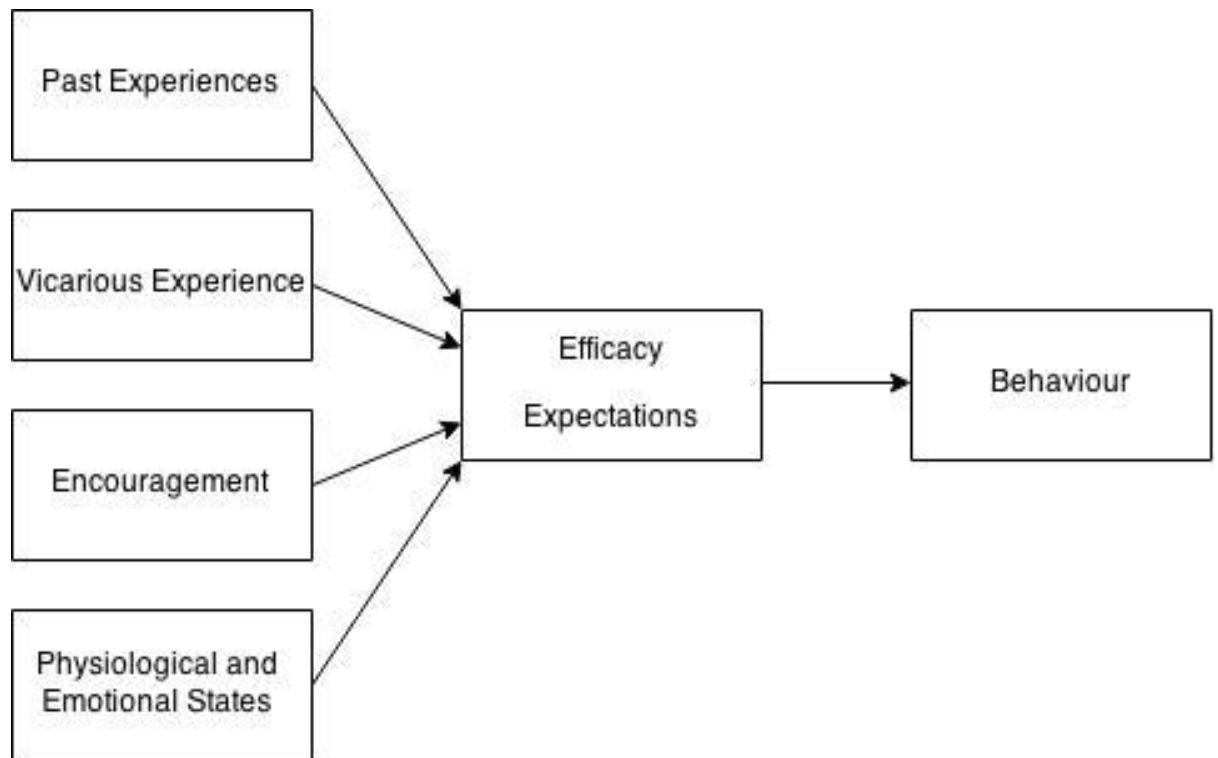 Past Experiences
Vicarious Experience
Encouragement
Physiological and
Emotional States
Efficacy
Expectations
Behaviour